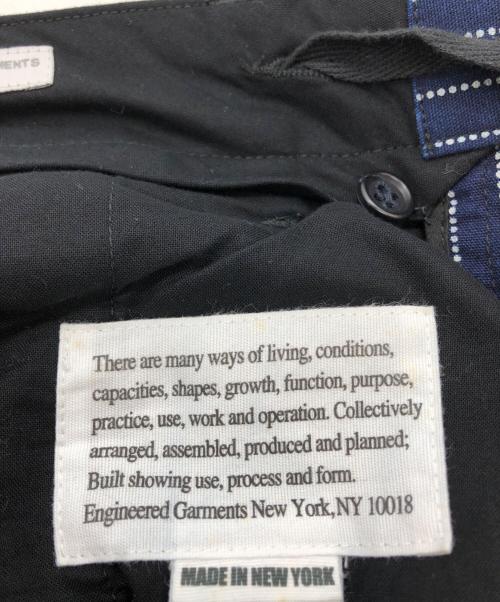 MENTS
There are many ways of living, conditions,
capacities, shapes, growth, function, purpose,
practice, use, work and operation. Collectively
arranged, assembled, produced and planned;
Built showing use, process and form.
Engineered Garments New York,NY 10018
MADE IN NEW YORK